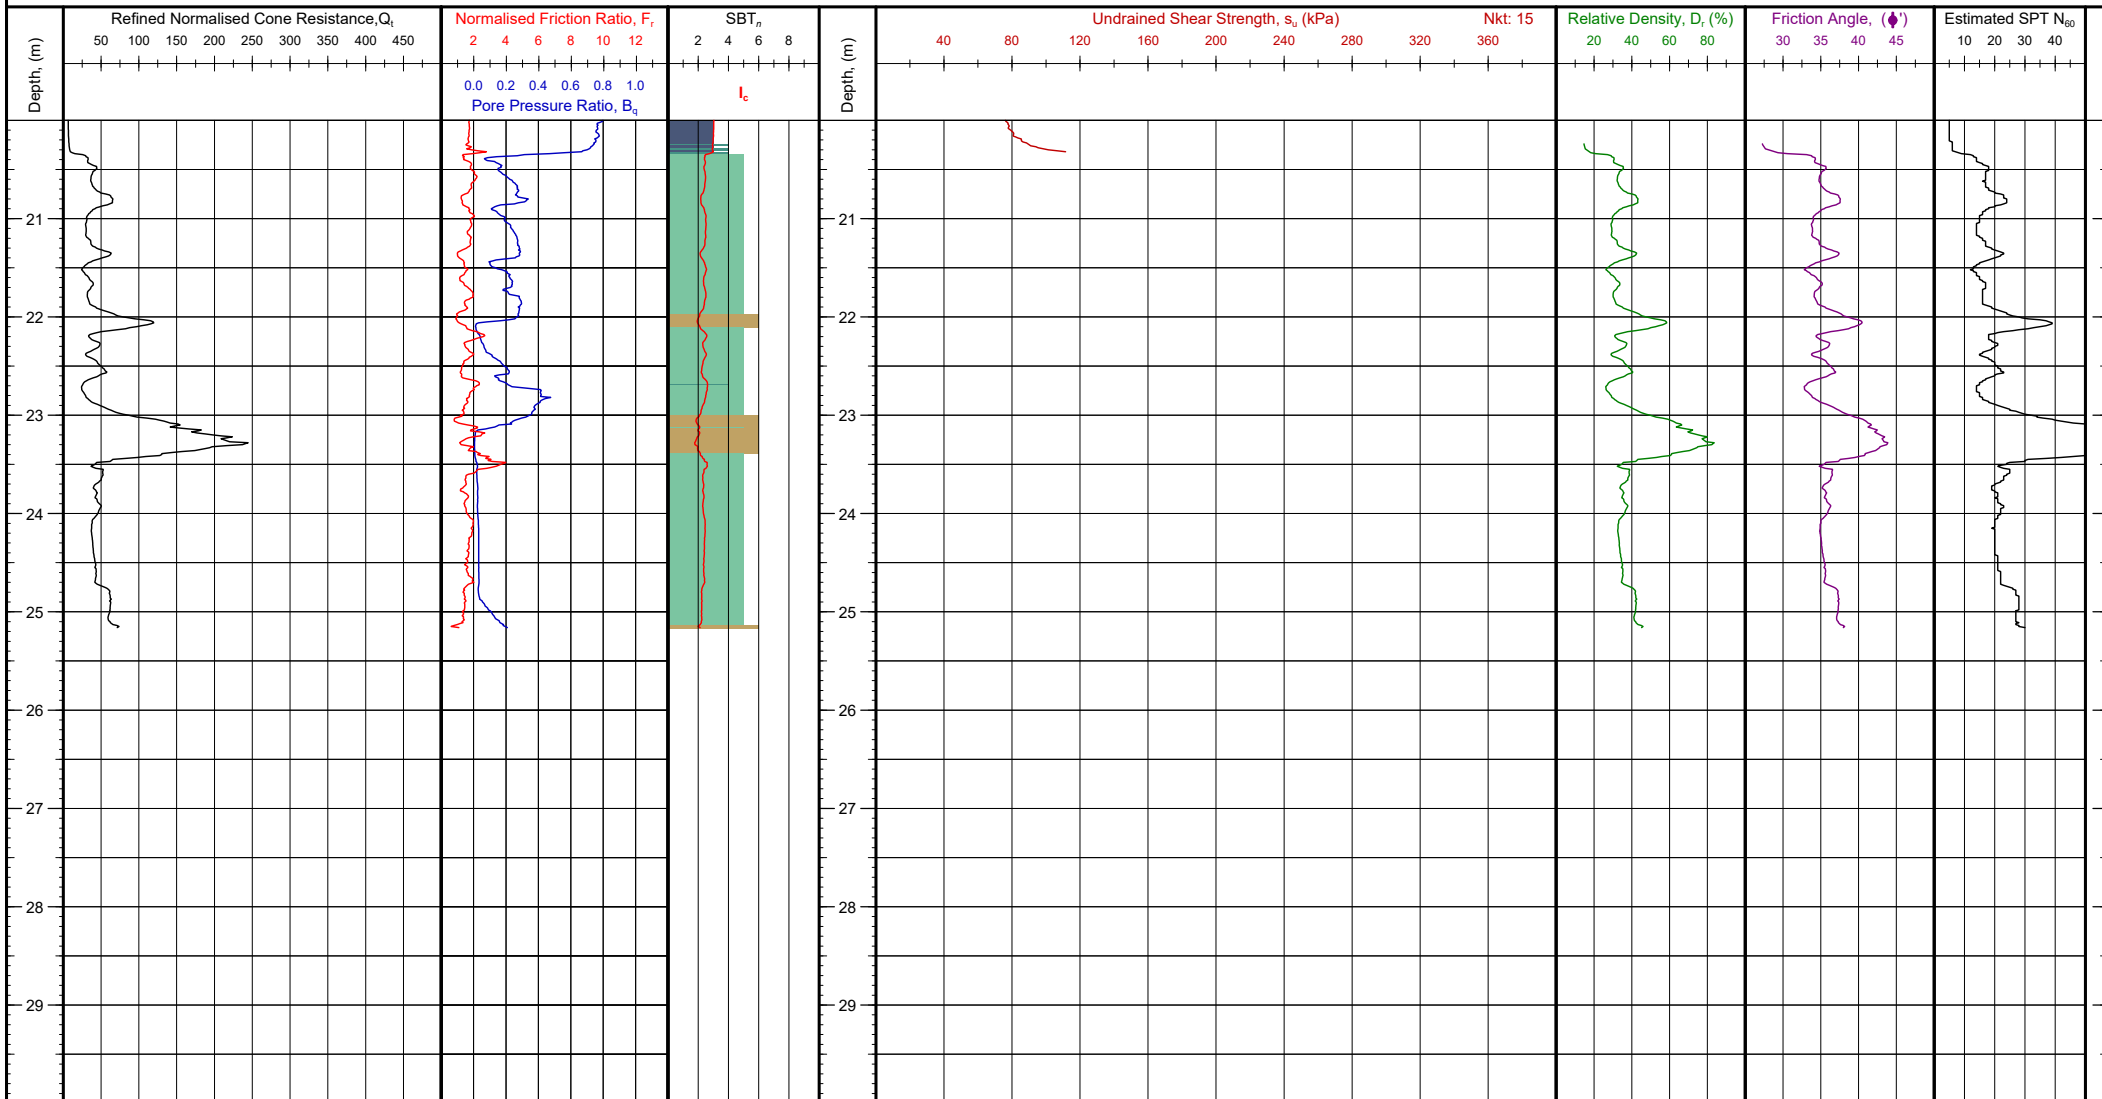 Refined Normalised Cone Resistance,Qt
Normalised Friction Ratio, Fr
SBTn
Undrained Shear Strength, su (kPa)
Nkt: 15
Relative Density, Dr (%)
Friction Angle, (ϕ')
Estimated SPT N60
50 100 150 200 250 300 350 400 450
2 4 6 8 10 12
2 4 6 8
40 80 120 160 200 240 280 320 360
20 40 60 80
30 35 40 45
10 20 30 40
Depth, (m)
0.0 0.2 0.4 0.6 0.8 1.0
Pore Pressure Ratio, Bq
Ic
Depth, (m)
21 21
22 22
23 23
24 24
25 25
26 26
27 27
28 28
29 29